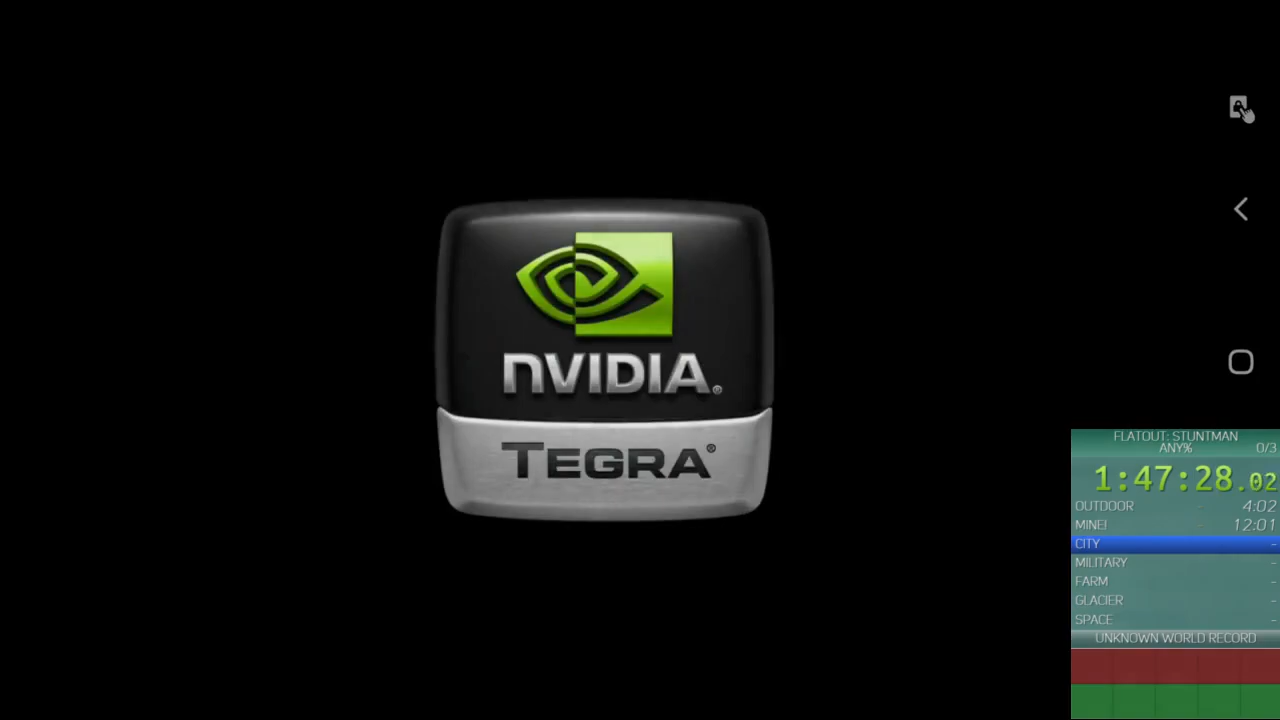 NVIDIA®
TEGRA®
FLATOUT: STUNTMAN
ANY% 0/3
1:47:28.02
OUTDOOR - 4:02
MINE! - 12:01
CITY -
MILITARY -
FARM -
GLACIER -
SPACE -
UNKNOWN WORLD RECORD